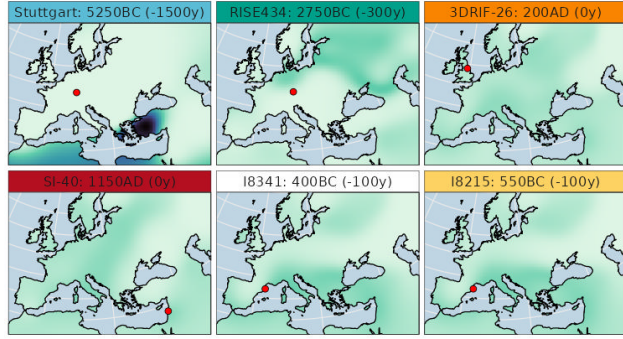 Stuttgart: 5250BC (-1500y)
RISE434: 2750BC (-300y)
3DRIF-26: 200AD (0y)
SI-40: 1150AD (0y)
I8341: 400BC (-100y)
I8215: 550BC (-100y)